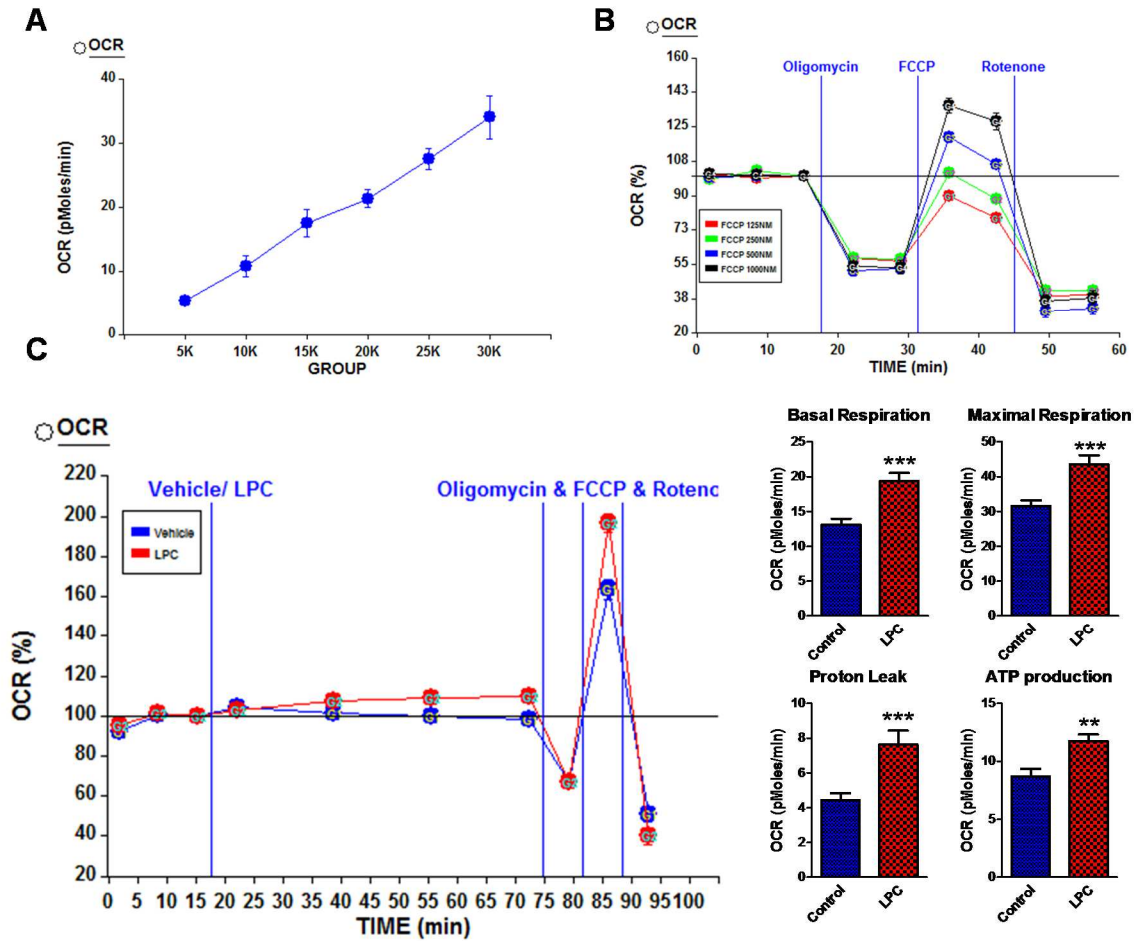 A
OCR
OCR (pMoles/min)
40
30
20
10
0
5K 10K 15K 20K 25K 30K
GROUP
B
OCR
OCR (%)
160
143
125
108
90
73
55
38
20
Oligomycin FCCP Rotenone
FCCP 125NM
FCCP 250NM
FCCP 500NM
FCCP 1000NM
0 10 20 30 40 50 60
TIME (min)
C
OCR
OCR (%)
220
200
180
160
140
120
100
80
60
40
20
Vehicle/ LPC
Oligomycin & FCCP & Rotenc
Vehicle
LPC
0 5 10 15 20 25 30 35 40 45 50 55 60 65 70 75 80 85 90 95 100
TIME (min)
Basal Respiration
OCR (pMoles/min)
25
20
15
10
5
0
***
Control
LPC
Maximal Respiration
OCR (pMoles/min)
50
40
30
20
10
0
***
Control
LPC
Proton Leak
OCR (pMoles/min)
10
8
6
4
2
0
***
Control
LPC
ATP production
OCR (pMoles/min)
15
10
5
0
**
Control
LPC